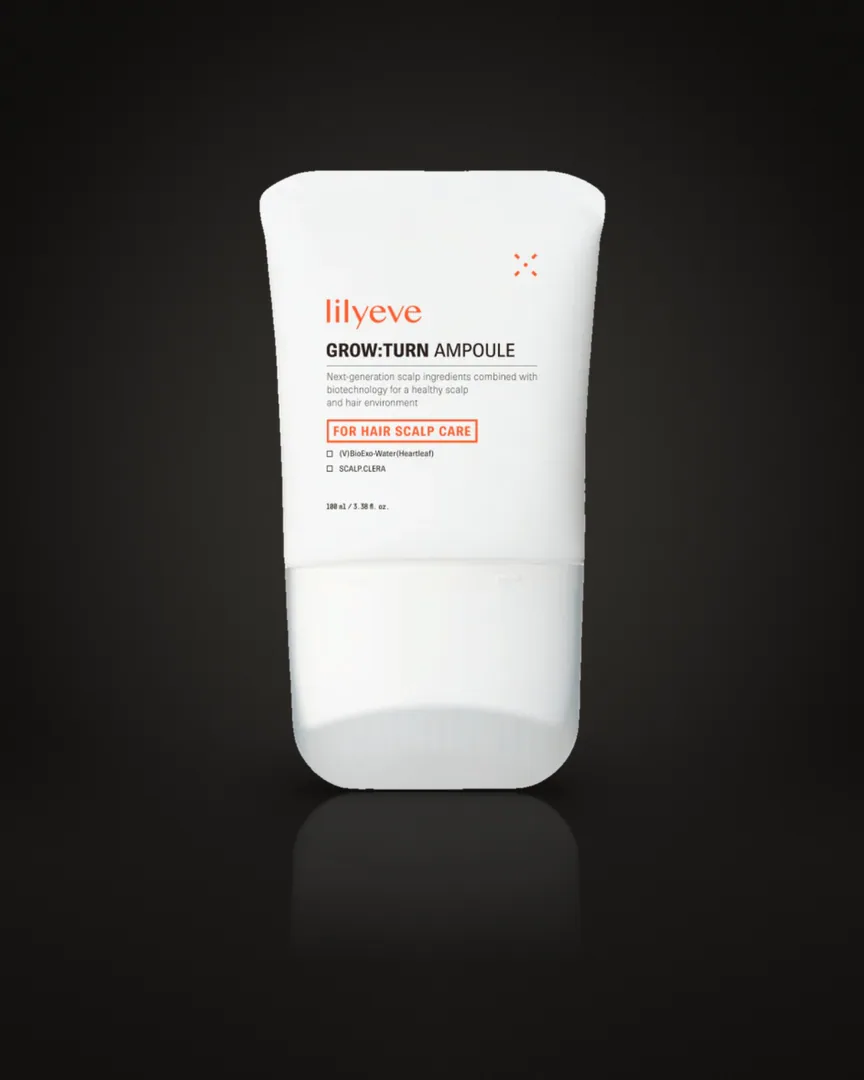 lilyeve
GROW:TURN AMPOULE
Next-generation scalp ingredients combined with
biotechnology for a healthy scalp
and hair environment
FOR HAIR SCALP CARE
(V)BioExo-Water(Heartleaf)
SCALP.CLERA
100 ml / 3.38 fl. oz.